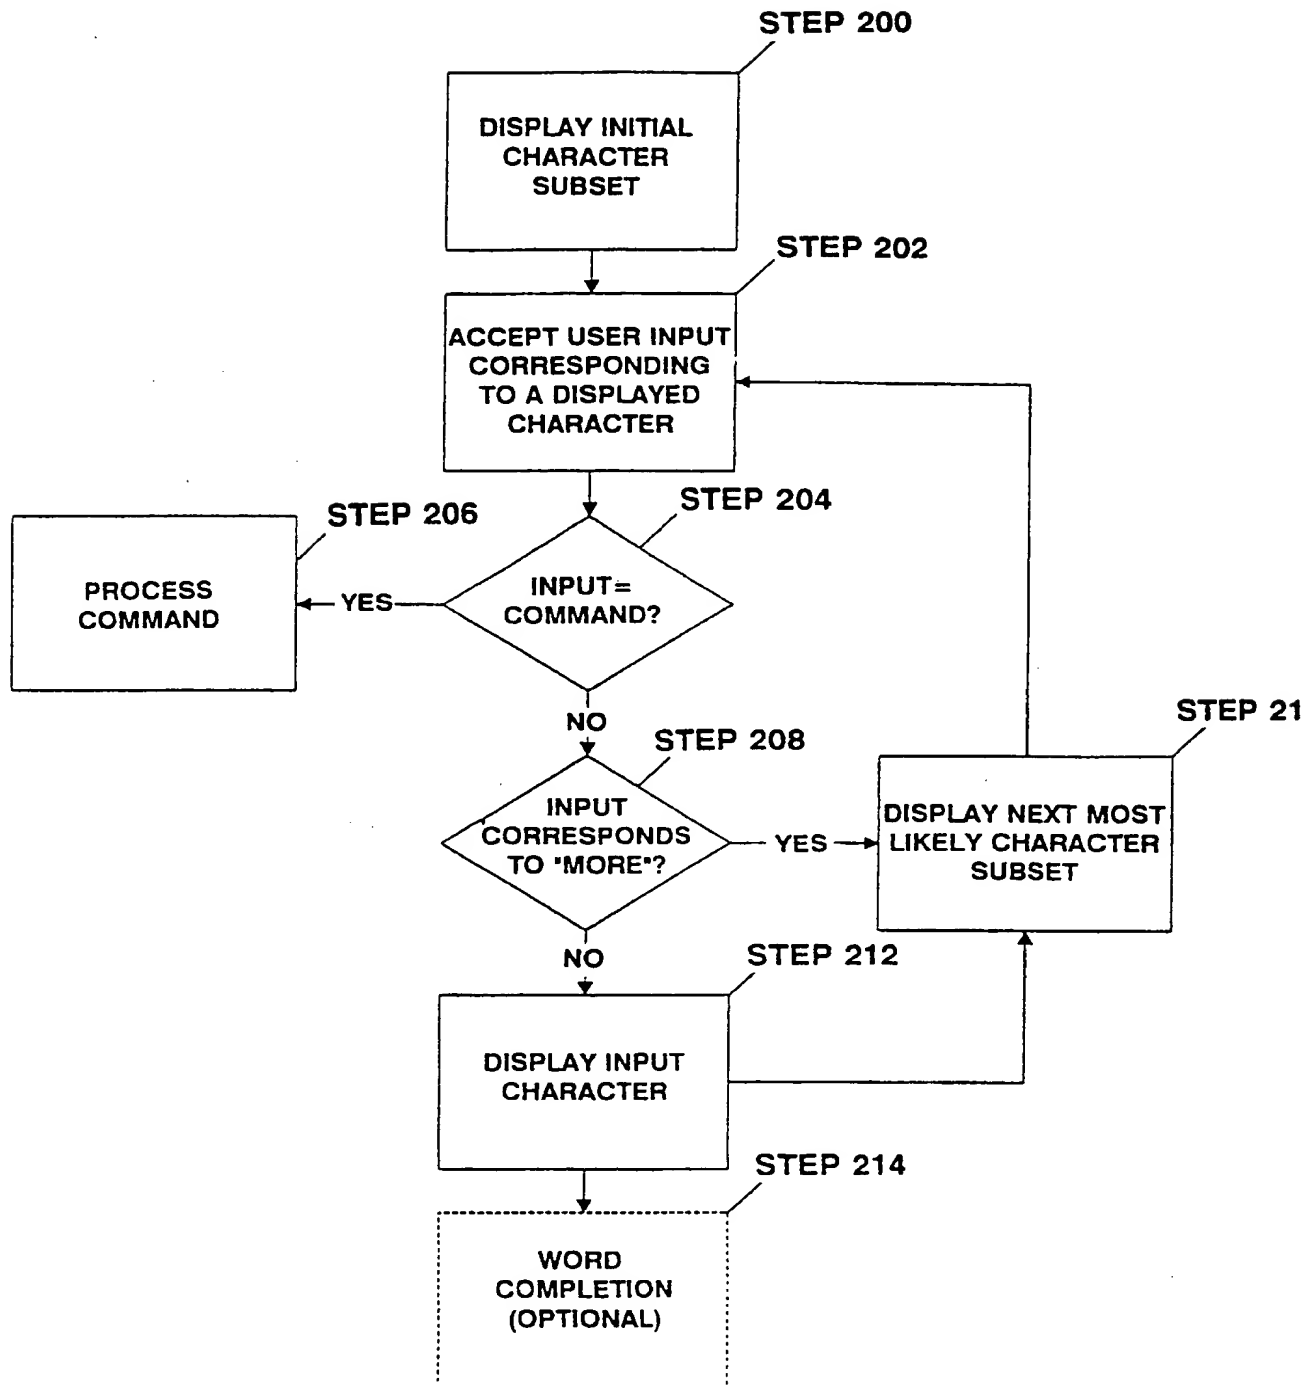 STEP 200
DISPLAY INITIAL
CHARACTER
SUBSET
STEP 202
ACCEPT USER INPUT
CORRESPONDING
TO A DISPLAYED
CHARACTER
STEP 204
STEP 206
INPUT=
COMMAND?
YES
PROCESS
COMMAND
NO
STEP 208
STEP 21
INPUT
CORRESPONDS
TO "MORE"?
YES
DISPLAY NEXT MOST
LIKELY CHARACTER
SUBSET
NO
STEP 212
DISPLAY INPUT
CHARACTER
STEP 214
WORD
COMPLETION
(OPTIONAL)